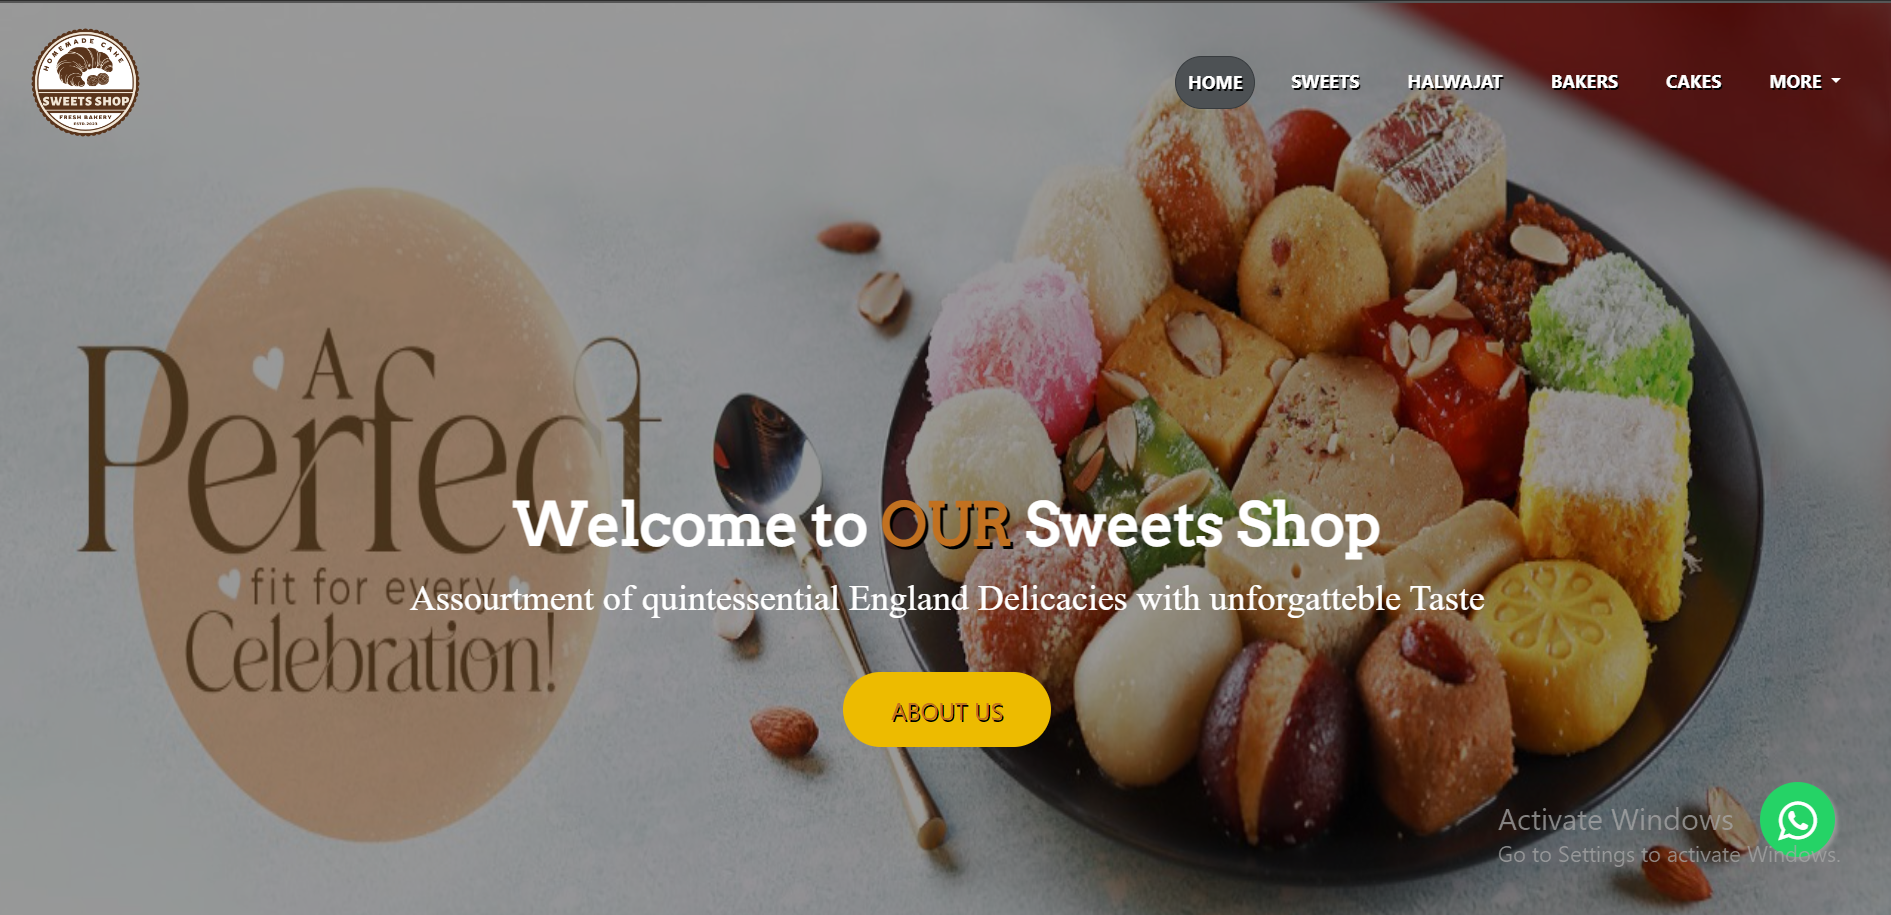 HOMEMADE CAKE
SWEETS SHOP
FRESH BAKERY
ESTD 2023
HOME SWEETS HALWAJAT BAKERS CAKES MORE
A
Perfect
fit for every
Celebration!
Welcome to OUR Sweets Shop
Assourtment of quintessential England Delicacies with unforgatteble Taste
ABOUT US
Activate Windows
Go to Settings to activate Windows.